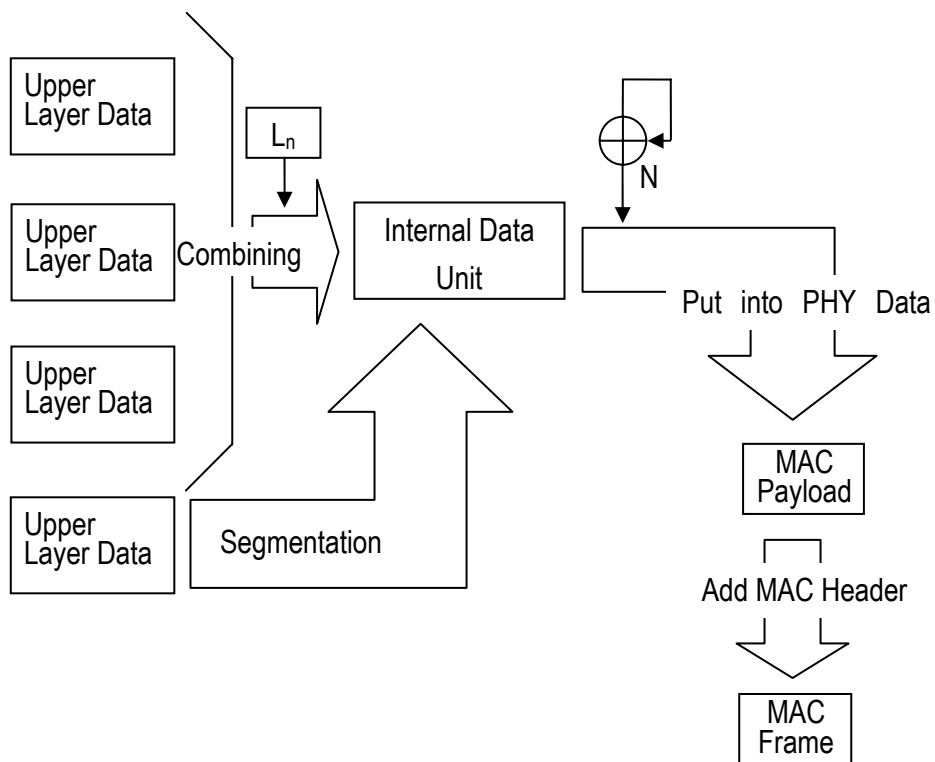 Upper
Layer Data
L_n
N
Upper
Layer Data
Combining
Internal Data
Unit
Put into PHY Data
Upper
Layer Data
MAC
Payload
Upper
Layer Data
Segmentation
Add MAC Header
MAC
Frame